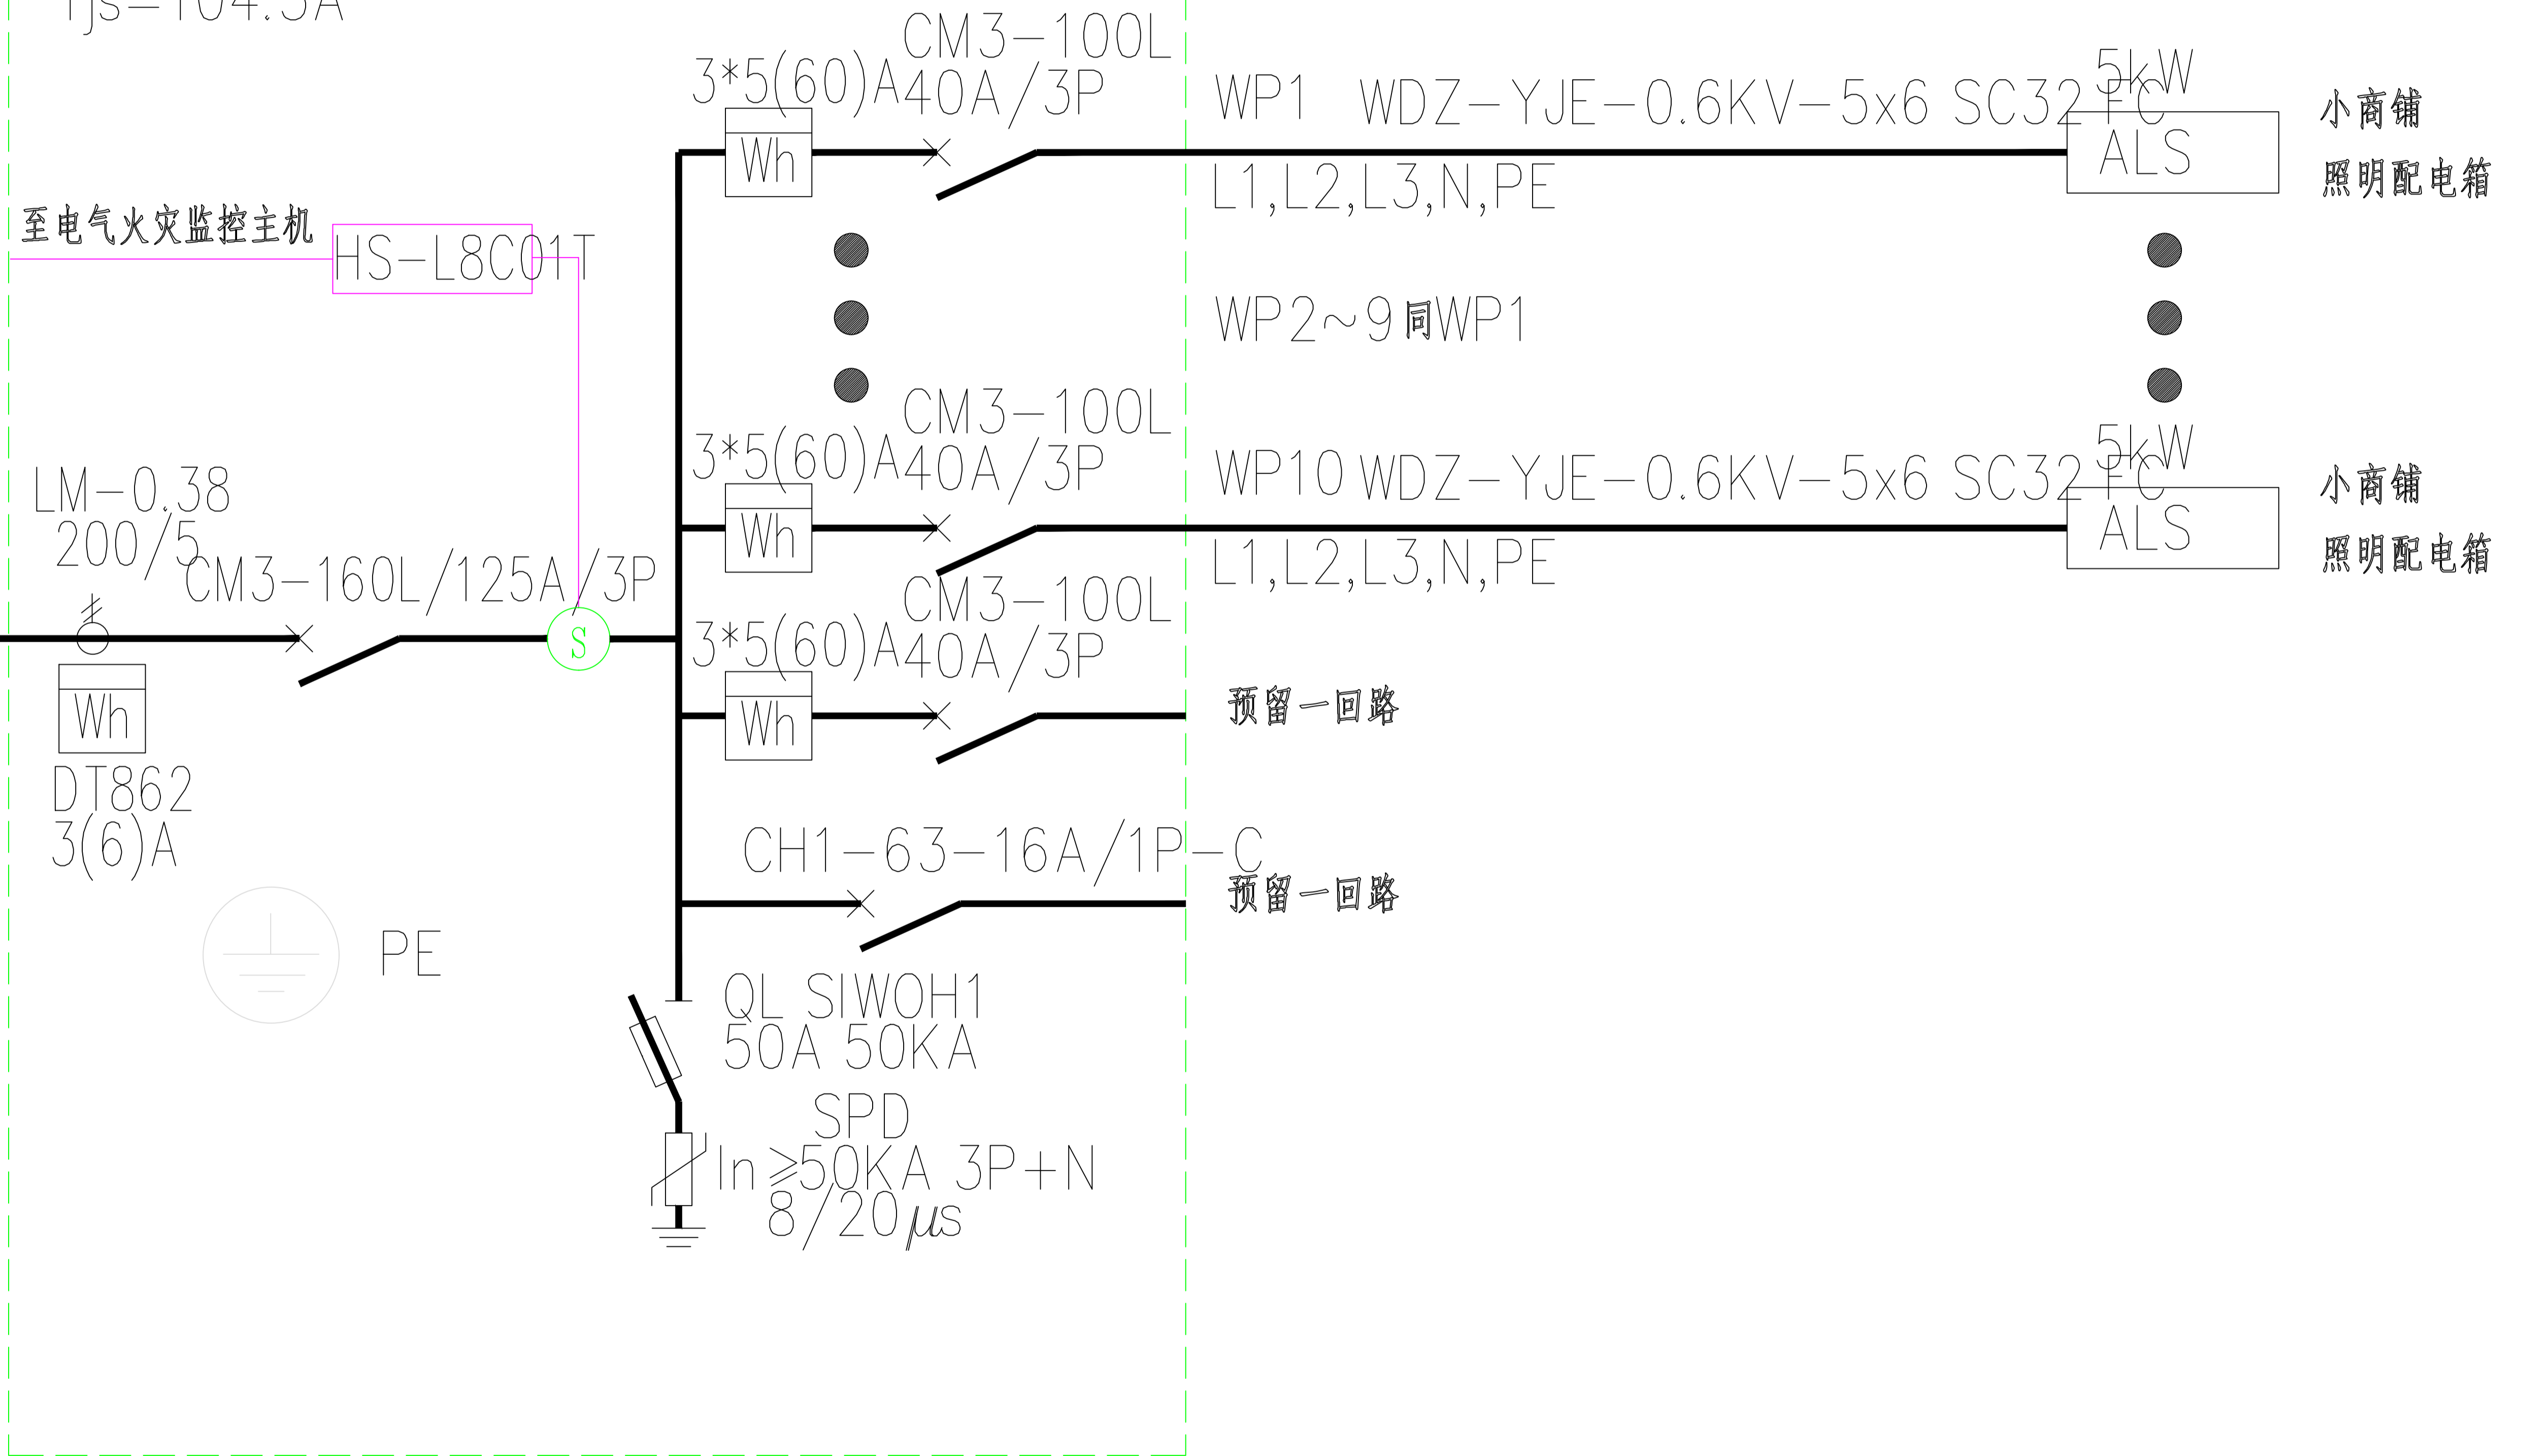 CM3-100L
3*5(60)A 40A/3P
Wh
WP1 WDZ-YJE-0.6KV-5x6 SC32 FC
L1,L2,L3,N,PE
5kW
ALS
小商铺
照明配电箱
至电气火灾监控主机
HS-L8C01T
WP2~9同WP1
CM3-100L
3*5(60)A 40A/3P
Wh
WP10 WDZ-YJE-0.6KV-5x6 SC32 FC
L1,L2,L3,N,PE
5kW
ALS
小商铺
照明配电箱
LM-0.38
200/5
CM3-160L/125A/3P
S
Wh
DT862
3(6)A
CM3-100L
3*5(60)A 40A/3P
Wh
预留一回路
CH1-63-16A/1P-C
预留一回路
PE
QL SIWOH1
50A 50KA
SPD
In≥50KA 3P+N
8/20μs